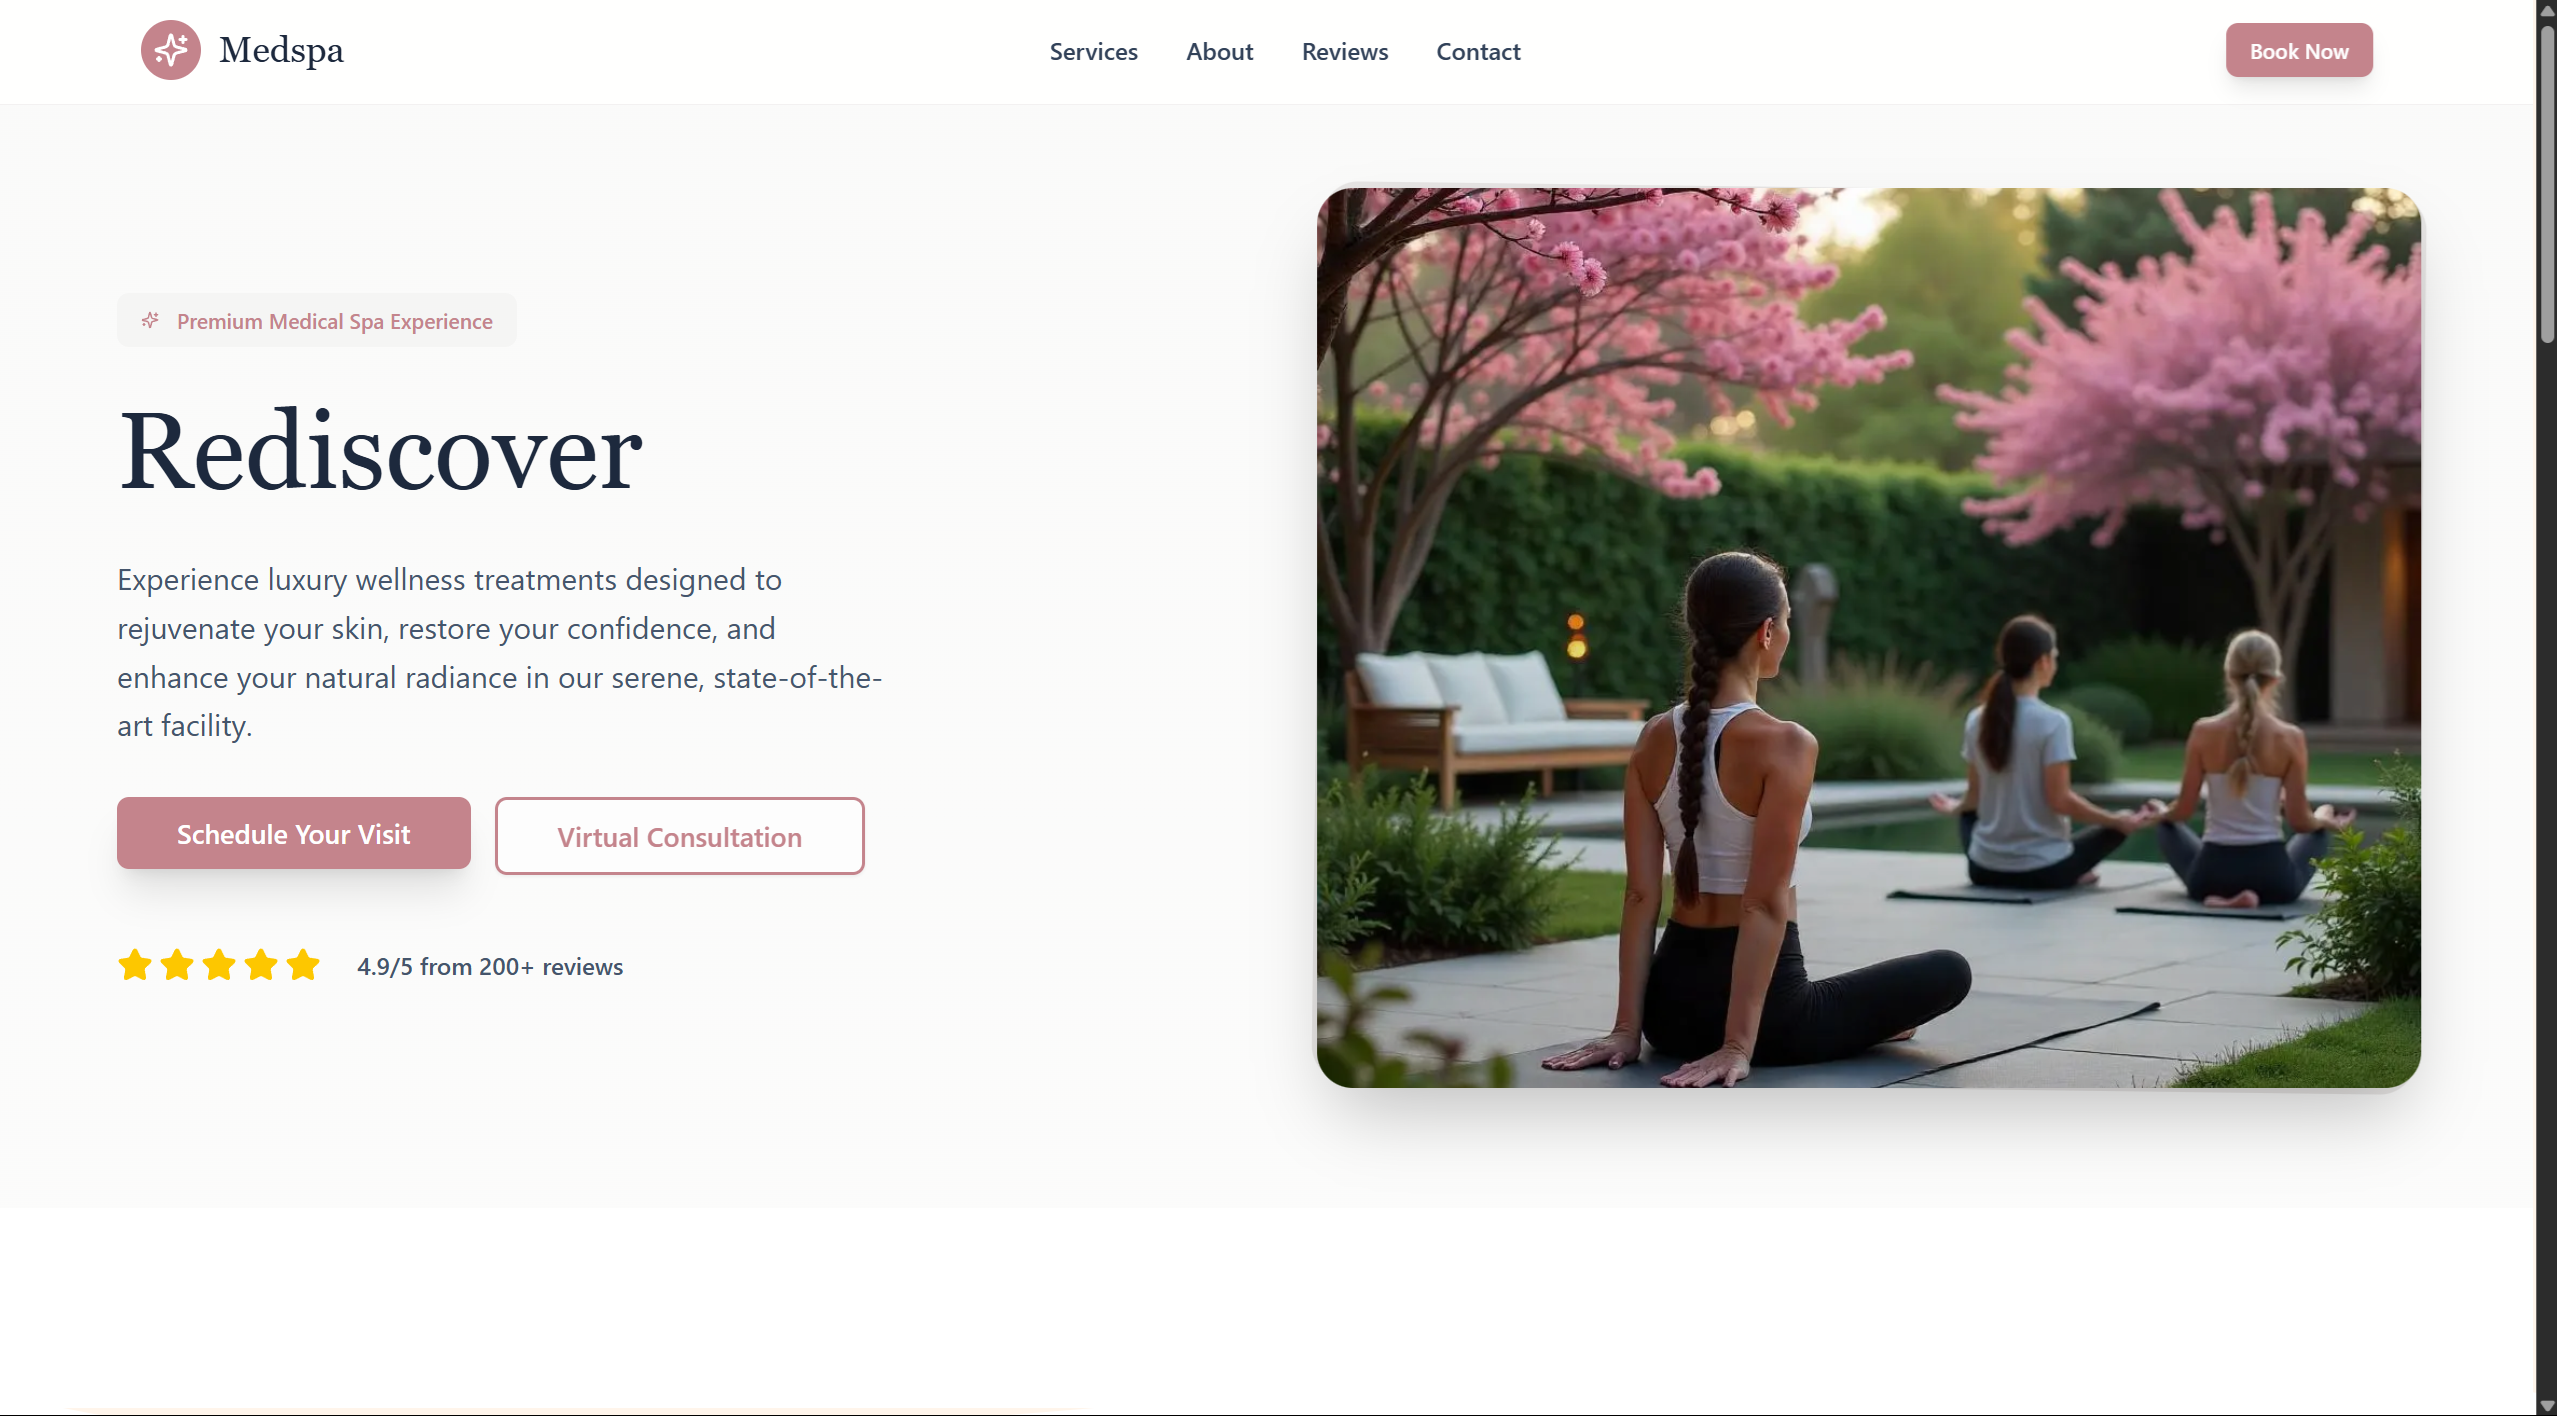 Medspa
Services
About
Reviews
Contact
Book Now
Premium Medical Spa Experience
Rediscover
Experience luxury wellness treatments designed to
rejuvenate your skin, restore your confidence, and
enhance your natural radiance in our serene, state-of-the-
art facility.
Schedule Your Visit
Virtual Consultation
4.9/5 from 200+ reviews